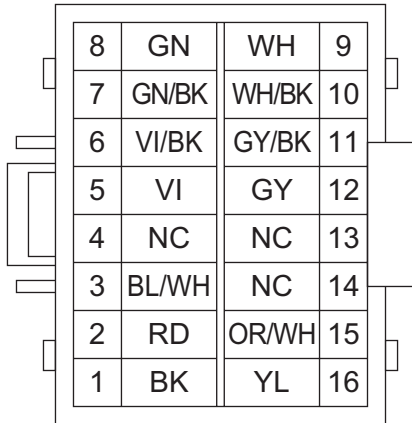 8 GN WH 9
7 GN/BK WH/BK 10
6 VI/BK GY/BK 11
5 VI GY 12
4 NC NC 13
3 BL/WH NC 14
2 RD OR/WH 15
1 BK YL 16